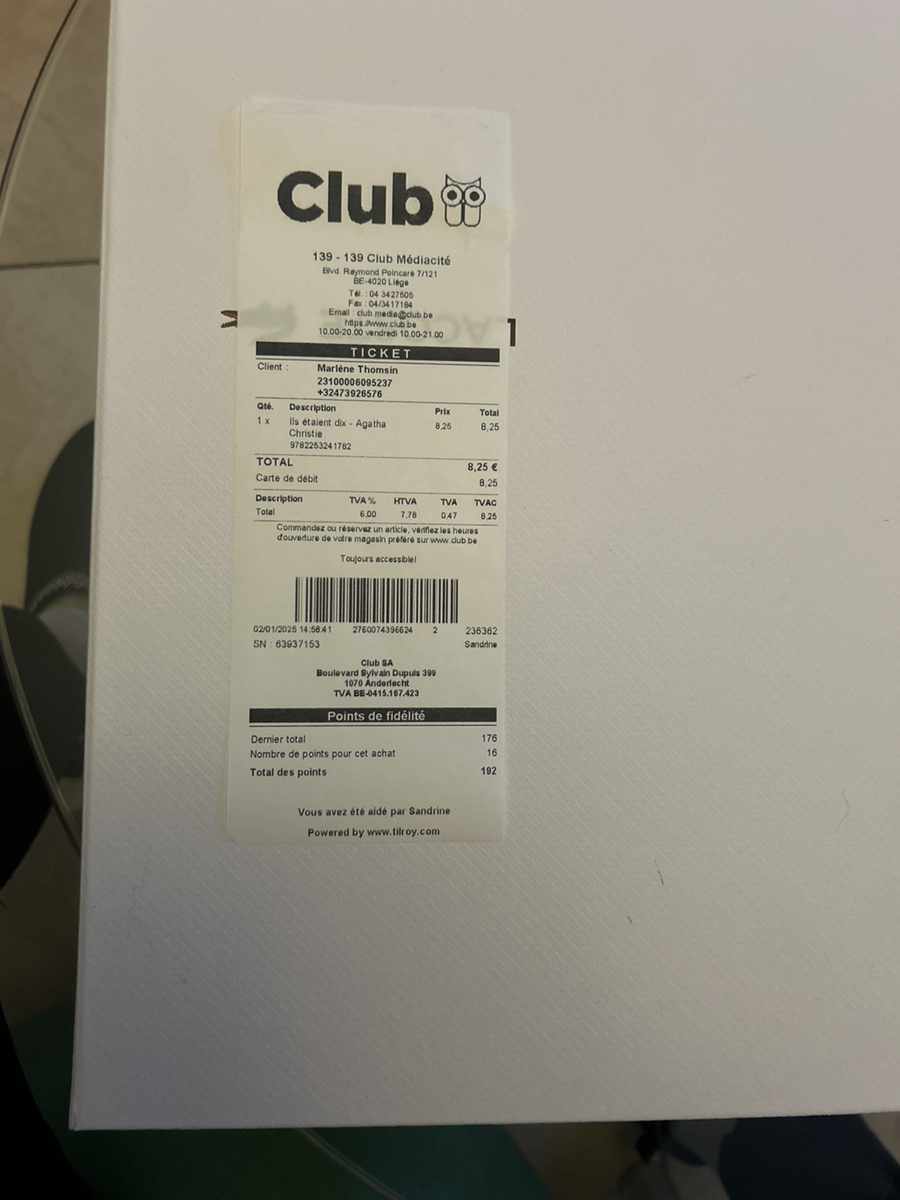 Club
139 - 139 Club Médiacité
Blvd. Raymond Poincaré 7/121
BE-4020 Liège
Tél. : 04 3427605
Fax : 04/3417184
Email : club.media@club.be
https://www.club.be
10.00-20.00 vendredi 10.00-21.00
TICKET
Client : Marlène Thomsin
23100006095237
+32473926576
Qté. Description Prix Total
1 x Ils étaient dix - Agatha 8,25 8,25
Christie
9782253241782
TOTAL 8,25 €
Carte de débit 8,25
Description TVA % HTVA TVA TVAC
Total 6,00 7,78 0,47 8,25
Commandez ou réservez un article, vérifiez les heures
d'ouverture de votre magasin préféré sur www.club.be
Toujours accessible!
02/01/2025 14:58:41 2760074396624 2 236362
SN : 63937153 Sandrine
Club SA
Boulevard Sylvain Dupuis 399
1070 Anderlecht
TVA BE-0415.167.423
Points de fidélité
Dernier total 176
Nombre de points pour cet achat 16
Total des points 192
Vous avez été aidé par Sandrine
Powered by www.tilroy.com